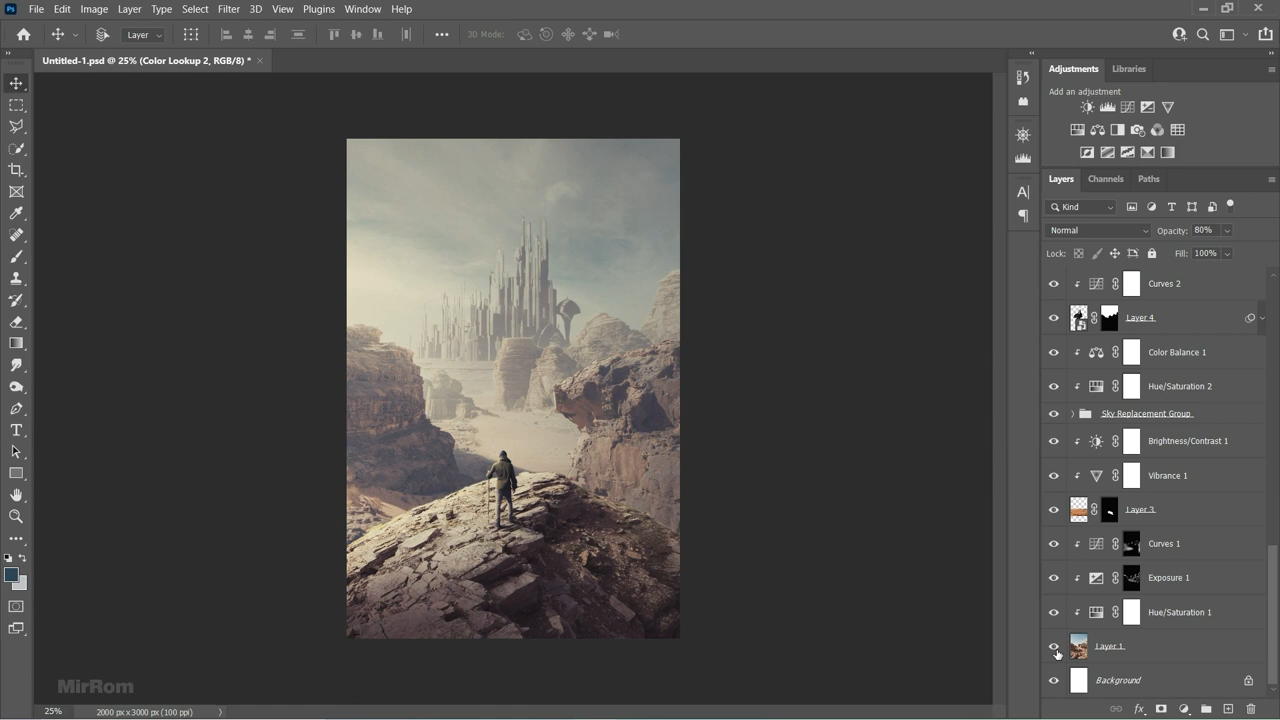 Ps File Edit Image Layer Type Select Filter 3D View Plugins Window Help
Layer 3D Mode:
Untitled-1.psd @ 25% (Color Lookup 2, RGB/8) *
Adjustments Libraries
Add an adjustment
Layers Channels Paths
Kind
Normal Opacity: 80%
Lock: Fill: 100%
Curves 2
Layer 4
Color Balance 1
Hue/Saturation 2
Sky Replacement Group
Brightness/Contrast 1
Vibrance 1
Layer 3
Curves 1
Exposure 1
Hue/Saturation 1
Layer 1
Background
MirRom
25% 2000 px x 3000 px (100 ppi)